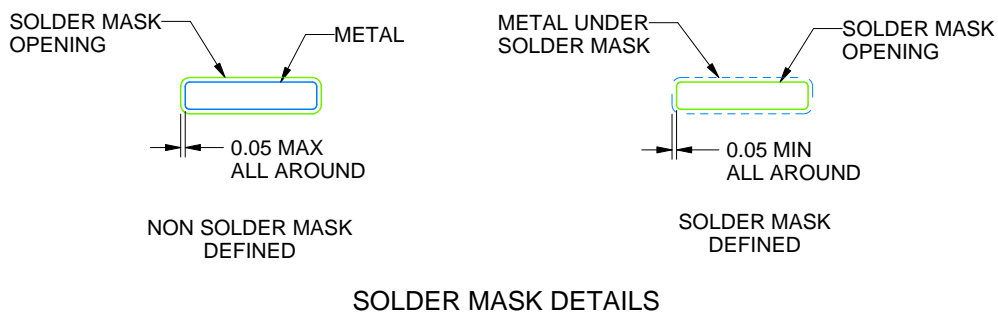 SOLDER MASK
OPENING
METAL
0.05 MAX
ALL AROUND
NON SOLDER MASK
DEFINED
METAL UNDER
SOLDER MASK
SOLDER MASK
OPENING
0.05 MIN
ALL AROUND
SOLDER MASK
DEFINED
SOLDER MASK DETAILS